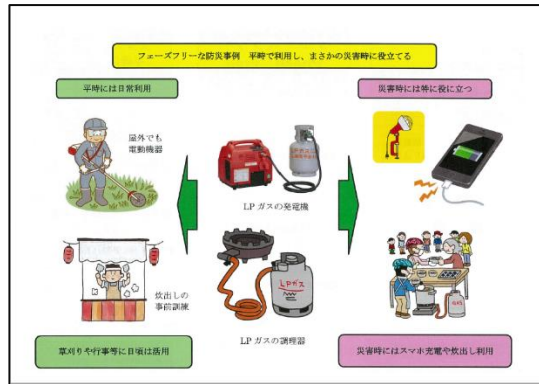 フェーズフリーな防災事例　平時で利用し、まさかの災害時に役立てる
平時には日常利用
災害時には特に役に立つ
屋外でも
電動機器
LPガス
LPガスの発電機
炊出しの
事前訓練
LPガス
LPガスの調理器
草刈りや行事等に日頃は活用
災害時にはスマホ充電や炊出し利用